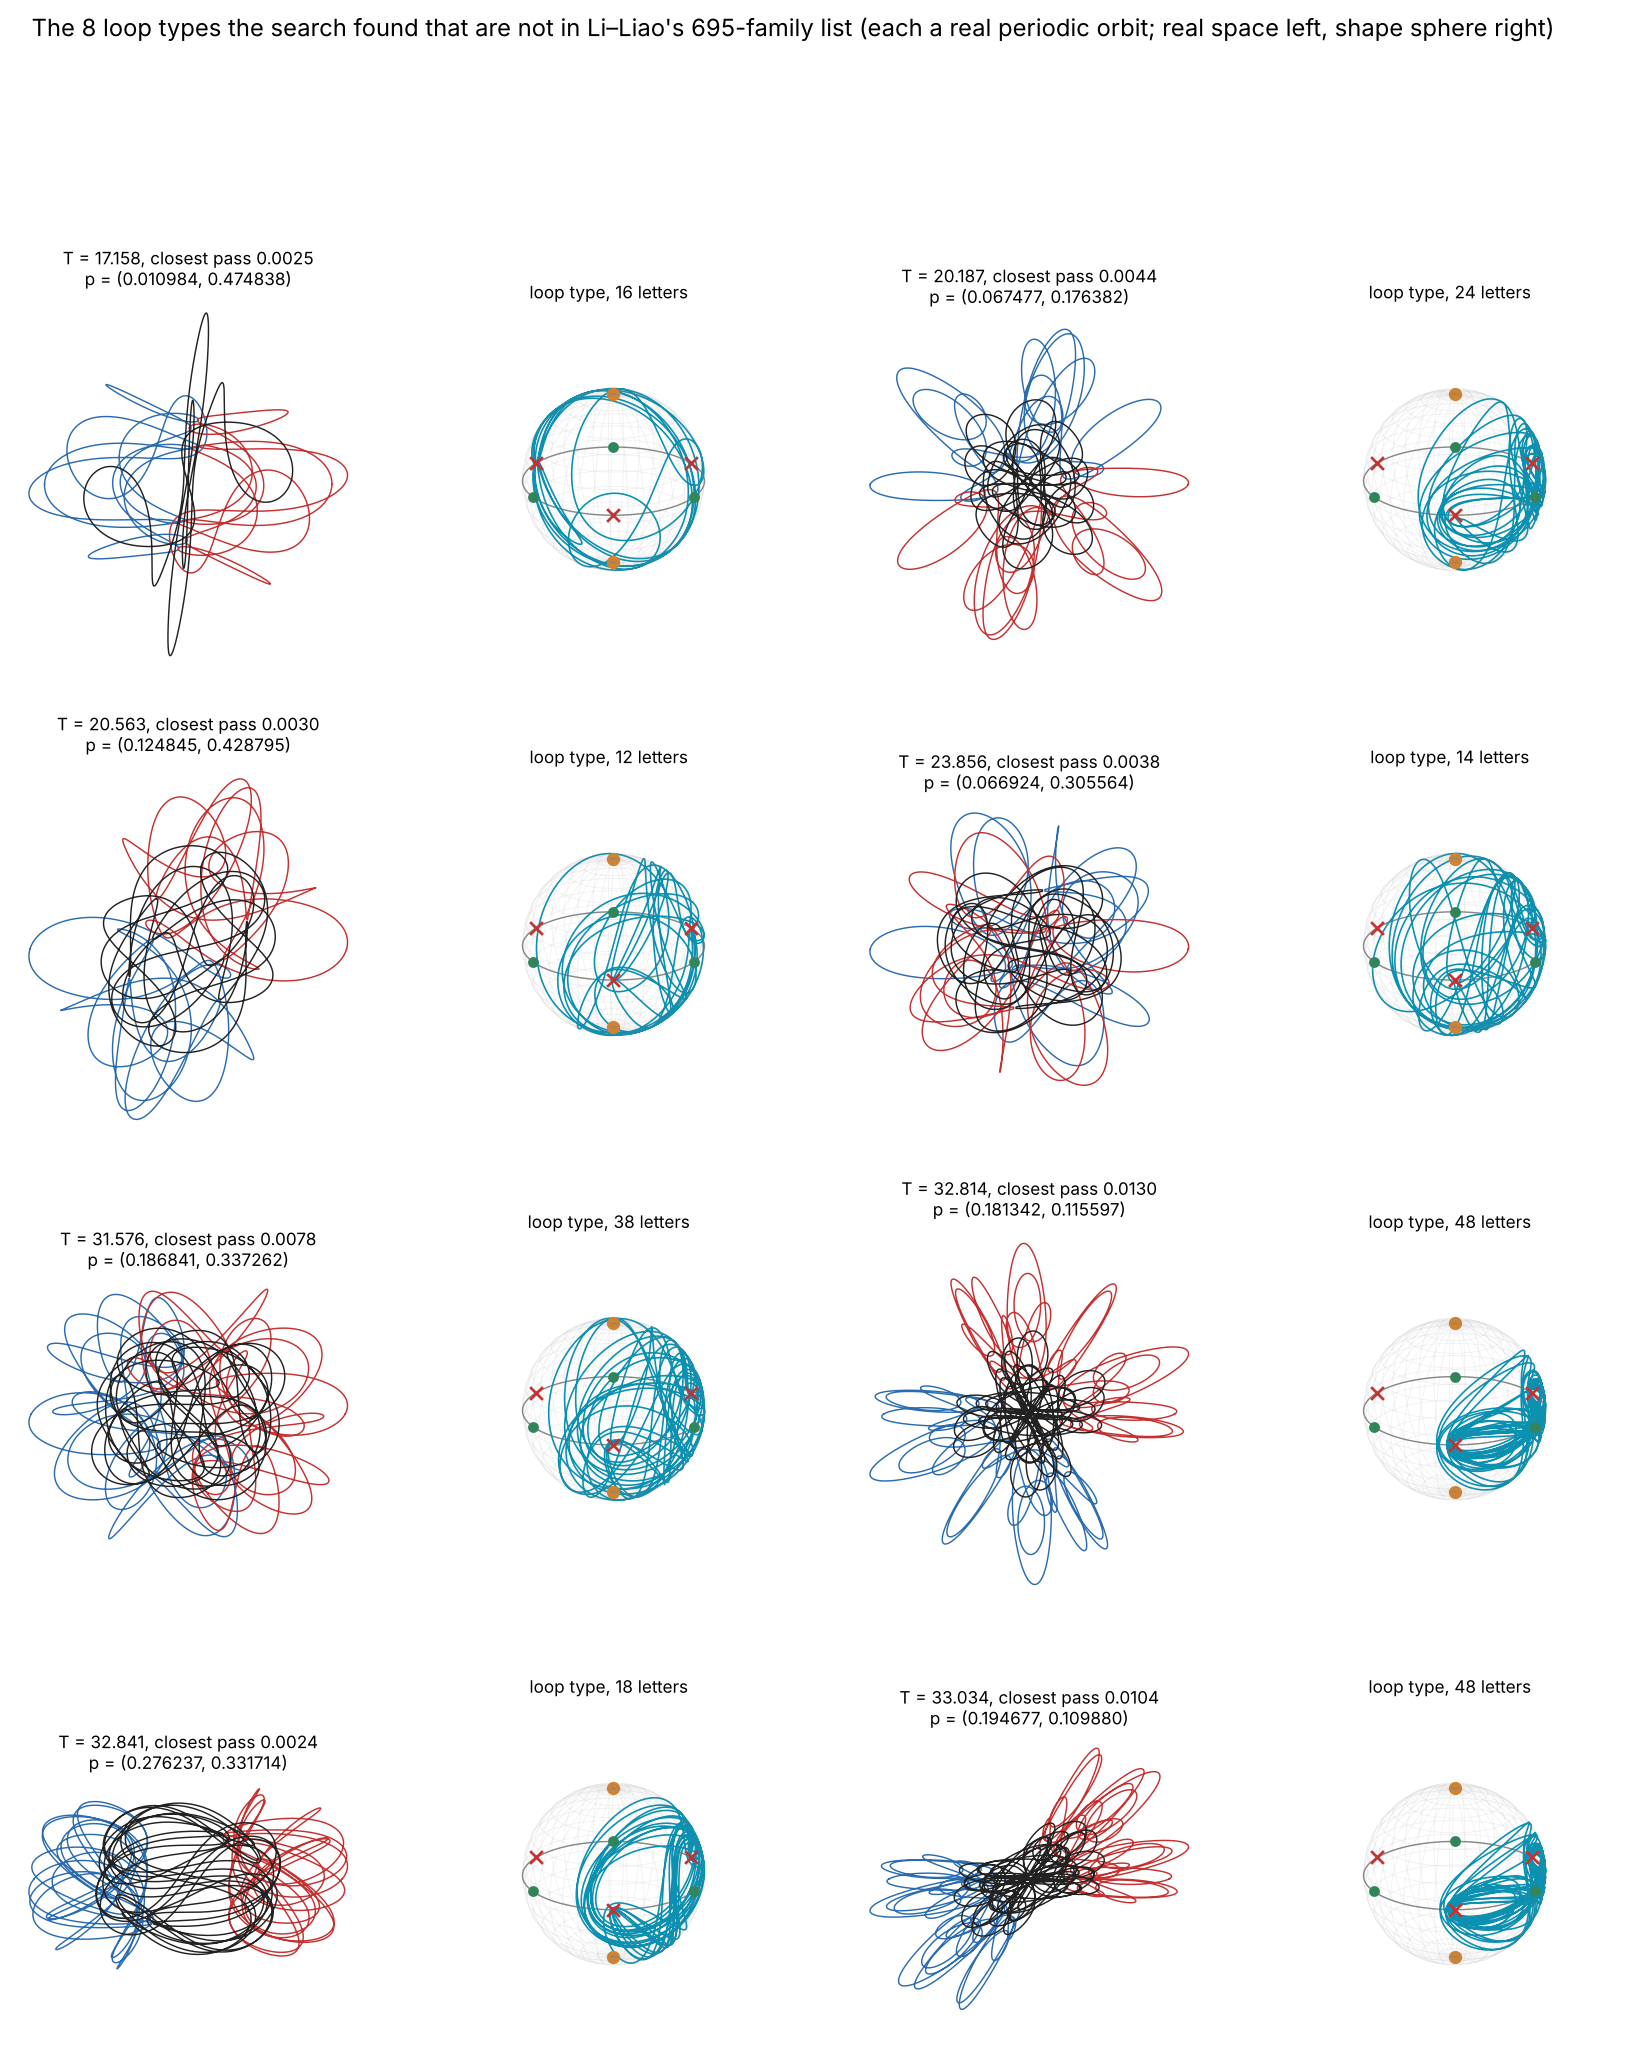 The 8 loop types the search found that are not in Li–Liao's 695-family list (each a real periodic orbit; real space left, shape sphere right)
T = 17.158, closest pass 0.0025
p = (0.010984, 0.474838)
loop type, 16 letters
T = 20.187, closest pass 0.0044
p = (0.067477, 0.176382)
loop type, 24 letters
T = 20.563, closest pass 0.0030
p = (0.124845, 0.428795)
loop type, 12 letters
T = 23.856, closest pass 0.0038
p = (0.066924, 0.305564)
loop type, 14 letters
T = 31.576, closest pass 0.0078
p = (0.186841, 0.337262)
loop type, 38 letters
T = 32.814, closest pass 0.0130
p = (0.181342, 0.115597)
loop type, 48 letters
T = 32.841, closest pass 0.0024
p = (0.276237, 0.331714)
loop type, 18 letters
T = 33.034, closest pass 0.0104
p = (0.194677, 0.109880)
loop type, 48 letters